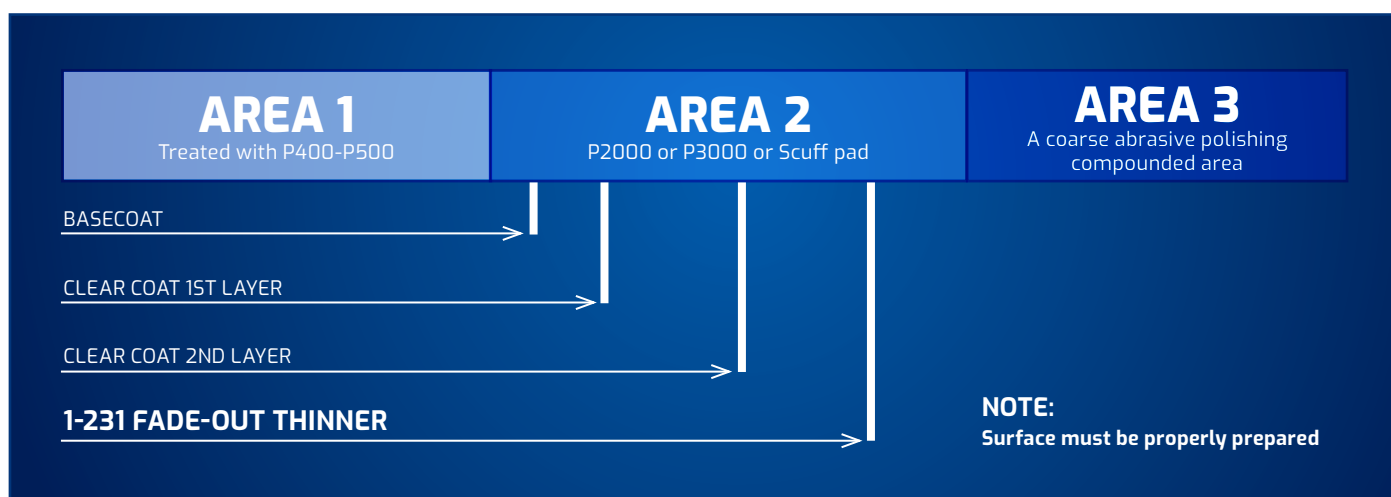 AREA 1
Treated with P400-P500
AREA 2
P2000 or P3000 or Scuff pad
AREA 3
A coarse abrasive polishing
compounded area
BASECOAT
CLEAR COAT 1ST LAYER
CLEAR COAT 2ND LAYER
1-231 FADE-OUT THINNER
NOTE:
Surface must be properly prepared